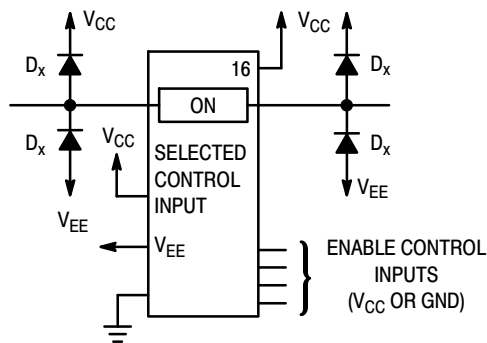 V_CC
V_CC
D_x
16
D_x
ON
D_x
SELECTED
CONTROL
INPUT
D_x
V_CC
V_EE
V_EE
V_EE
ENABLE CONTROL
INPUTS
(V_CC OR GND)